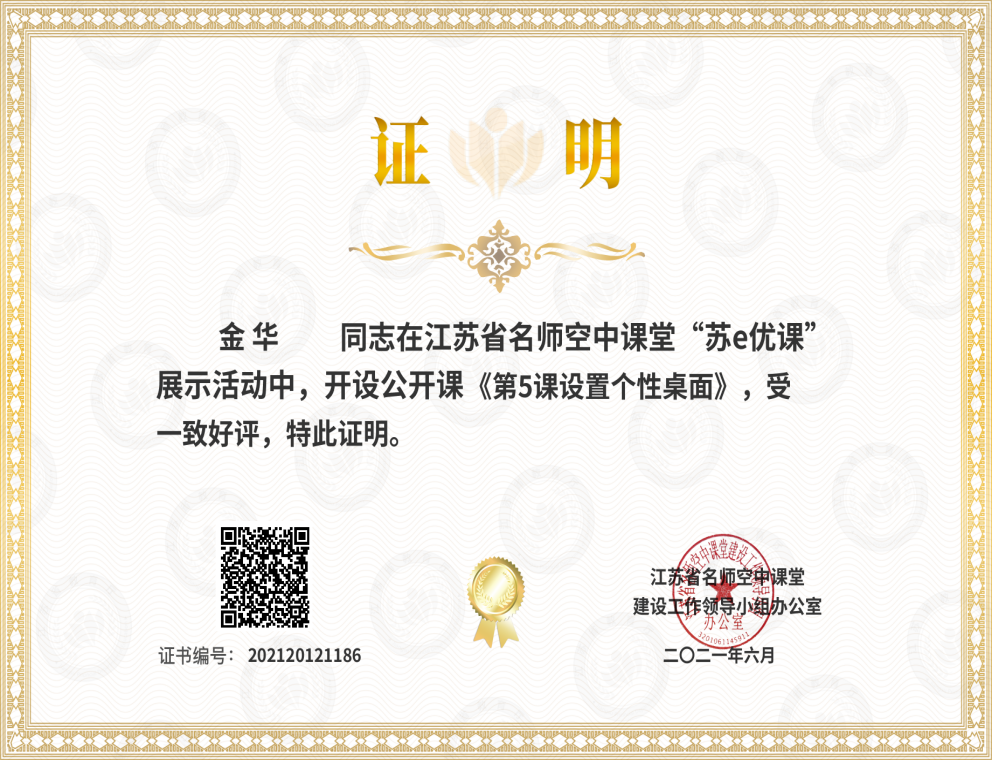 证 明
金 华 同志在江苏省名师空中课堂“苏e优课”
展示活动中，开设公开课《第5课设置个性桌面》，受
一致好评，特此证明。
江苏省名师空中课堂
建设工作领导小组办公室
办公室
1201061145911
证书编号： 202120121186
二〇二一年六月